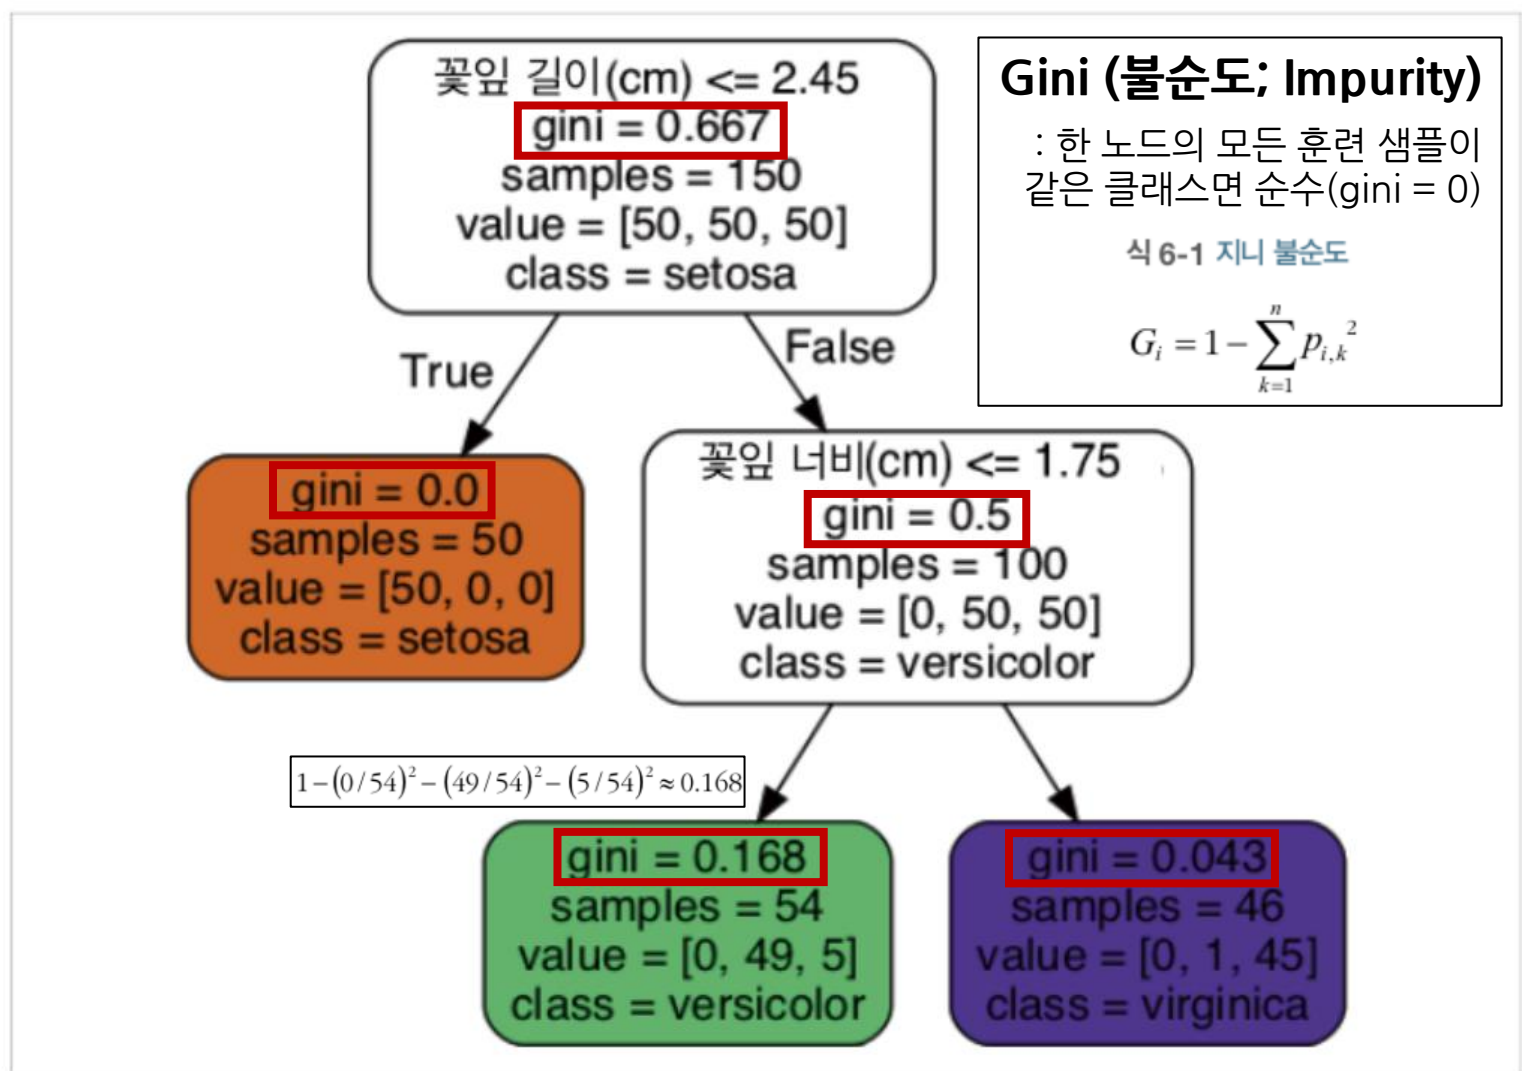 꽃잎 길이(cm) <= 2.45
gini = 0.667
samples = 150
value = [50, 50, 50]
class = setosa
Gini (불순도; Impurity)
: 한 노드의 모든 훈련 샘플이
같은 클래스면 순수(gini = 0)
식 6-1 지니 불순도
G_i = 1 − ∑_{k=1}^{n} p_{i,k}²
True
False
gini = 0.0
samples = 50
value = [50, 0, 0]
class = setosa
꽃잎 너비(cm) <= 1.75
gini = 0.5
samples = 100
value = [0, 50, 50]
class = versicolor
1−(0/54)²−(49/54)²−(5/54)²≈0.168
gini = 0.168
samples = 54
value = [0, 49, 5]
class = versicolor
gini = 0.043
samples = 46
value = [0, 1, 45]
class = virginica